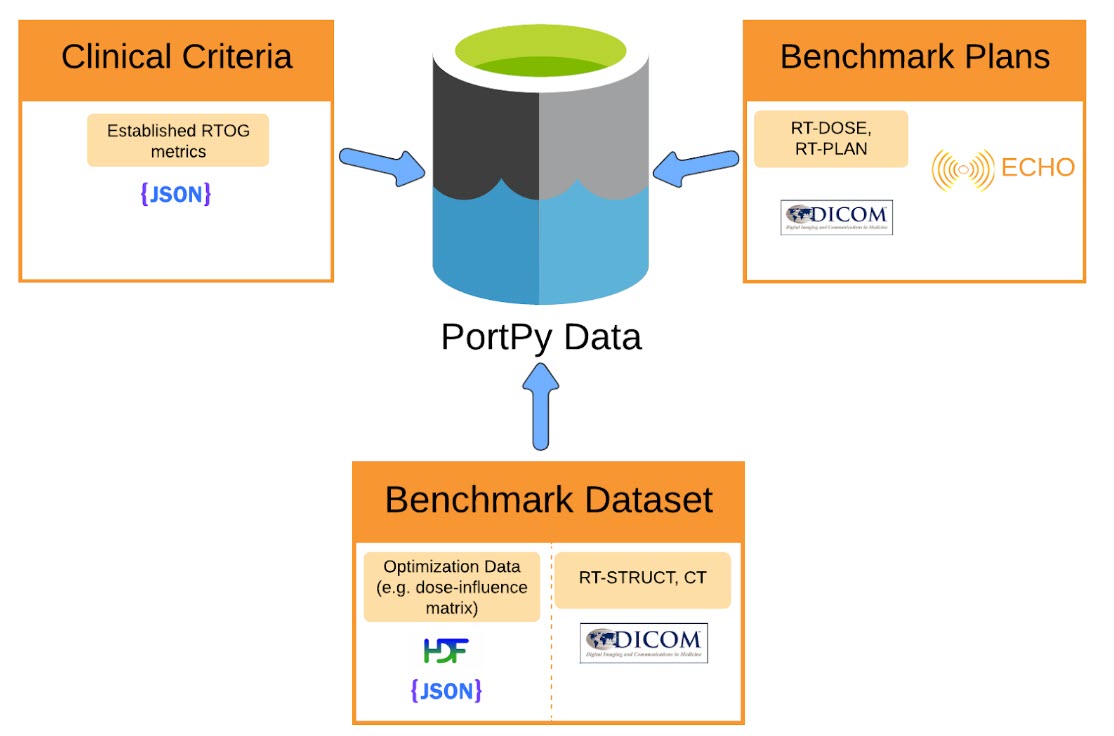 Clinical Criteria
Established RTOG
metrics
{JSON}
PortPy Data
Benchmark Plans
RT-DOSE,
RT-PLAN
ECHO
DICOM
Digital Imaging and Communications in Medicine
Benchmark Dataset
Optimization Data
(e.g. dose-influence
matrix)
HDF
{JSON}
RT-STRUCT, CT
DICOM
Digital Imaging and Communications in Medicine